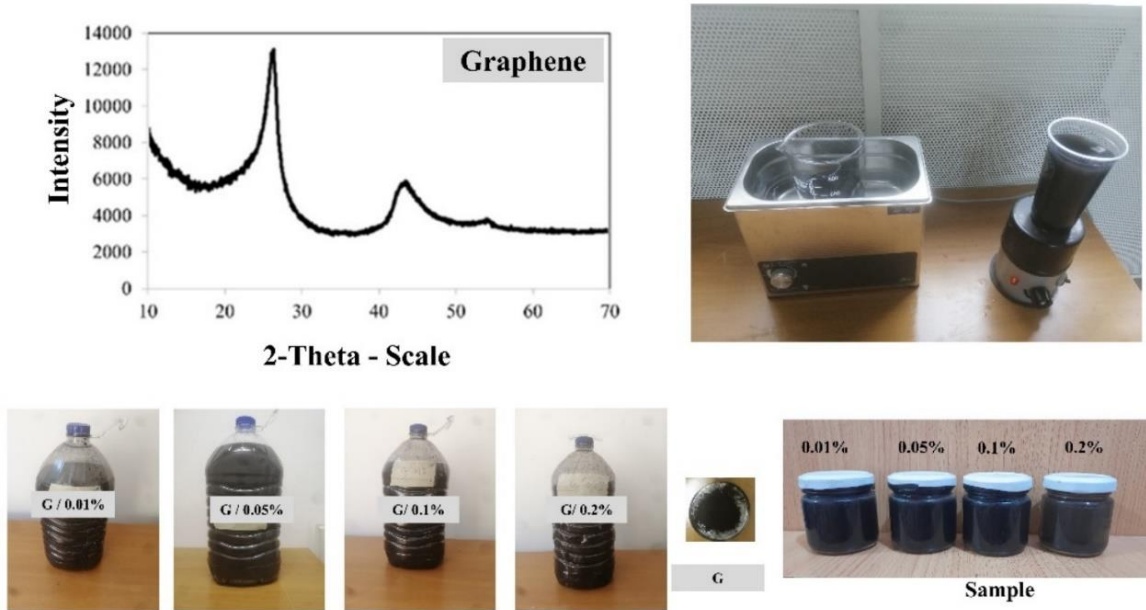 14000
12000
10000
8000
6000
4000
2000
0
Intensity
Graphene
10 20 30 40 50 60 70
2-Theta - Scale
G / 0.01%
G / 0.05%
G / 0.1%
G/ 0.2%
G
0.01% 0.05% 0.1% 0.2%
Sample